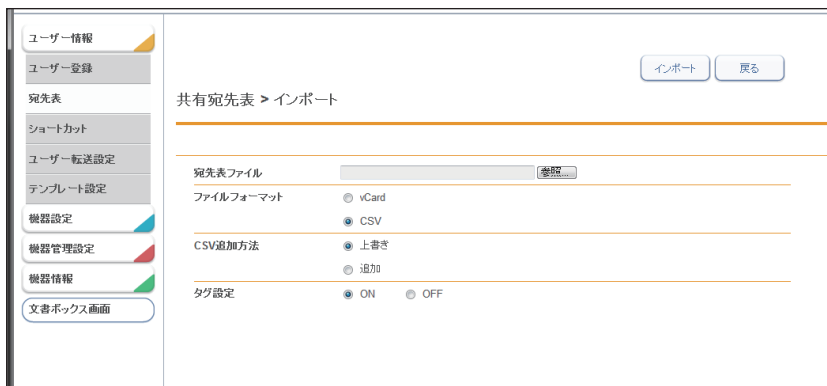 ユーザー情報
ユーザー登録
宛先表
ショートカット
ユーザー転送設定
テンプレート設定
機器設定
機器管理設定
機器情報
文書ボックス画面
インポート 戻る
共有宛先表 > インポート
宛先表ファイル 参照...
ファイルフォーマット vCard
CSV
CSV追加方法 上書き
追加
タグ設定 ON OFF